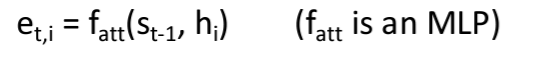 e_{t,i} = f_{att}(s_{t-1}, h_i) (f_{att} is an MLP)